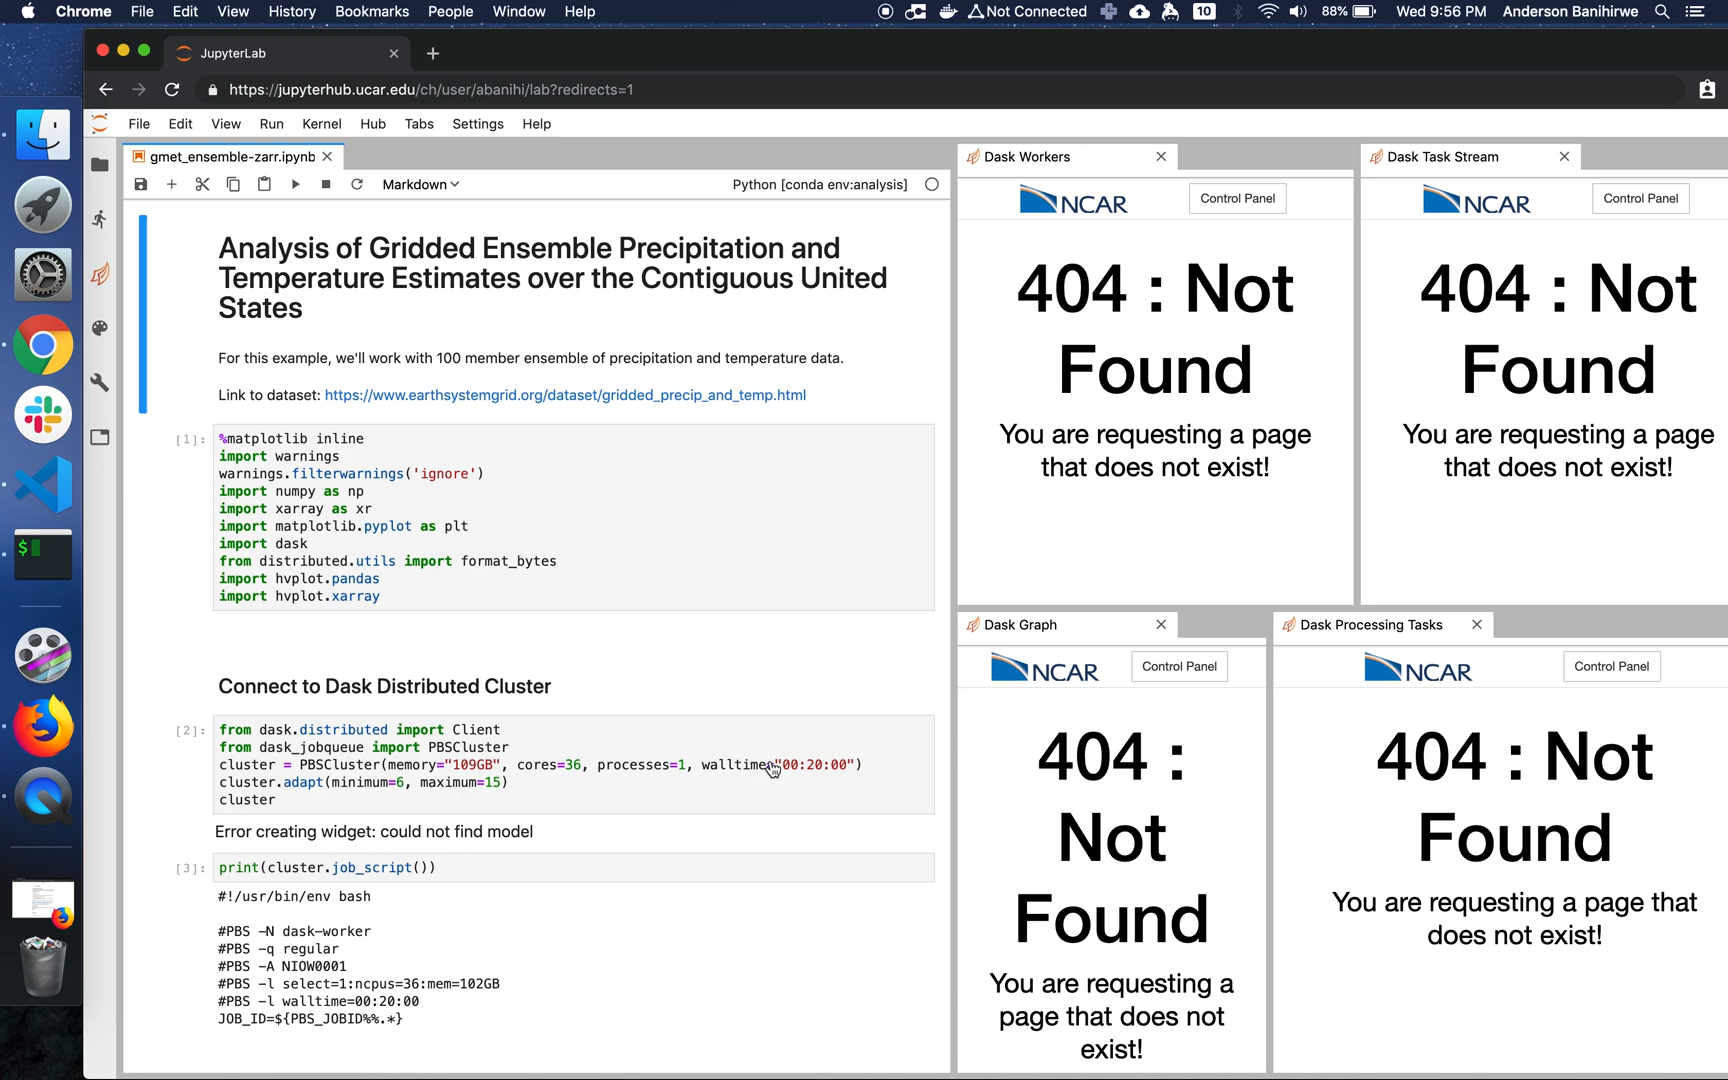 Chrome File Edit View History Bookmarks People Window Help Not Connected 10 88% Wed 9:56 PM Anderson Banihirwe
JupyterLab
https://jupyterhub.ucar.edu/ch/user/abanihi/lab?redirects=1
File Edit View Run Kernel Hub Tabs Settings Help
gmet_ensemble-zarr.ipynb
Markdown Python [conda env:analysis]
Analysis of Gridded Ensemble Precipitation and
Temperature Estimates over the Contiguous United
States
For this example, we'll work with 100 member ensemble of precipitation and temperature data.
Link to dataset: https://www.earthsystemgrid.org/dataset/gridded_precip_and_temp.html
[1]: %matplotlib inline
import warnings
warnings.filterwarnings('ignore')
import numpy as np
import xarray as xr
import matplotlib.pyplot as plt
import dask
from distributed.utils import format_bytes
import hvplot.pandas
import hvplot.xarray
Connect to Dask Distributed Cluster
[2]: from dask.distributed import Client
from dask_jobqueue import PBSCluster
cluster = PBSCluster(memory="109GB", cores=36, processes=1, walltime="00:20:00")
cluster.adapt(minimum=6, maximum=15)
cluster
Error creating widget: could not find model
[3]: print(cluster.job_script())
#!/usr/bin/env bash
#PBS -N dask-worker
#PBS -q regular
#PBS -A NIOW0001
#PBS -l select=1:ncpus=36:mem=102GB
#PBS -l walltime=00:20:00
JOB_ID=${PBS_JOBID%%.*}
Dask Workers
NCAR Control Panel
404 : Not
Found
You are requesting a page
that does not exist!
Dask Task Stream
NCAR Control Panel
404 : Not
Found
You are requesting a page
that does not exist!
Dask Graph
NCAR Control Panel
404 :
Not
Found
You are requesting a
page that does not
exist!
Dask Processing Tasks
NCAR Control Panel
404 : Not
Found
You are requesting a page that
does not exist!
$